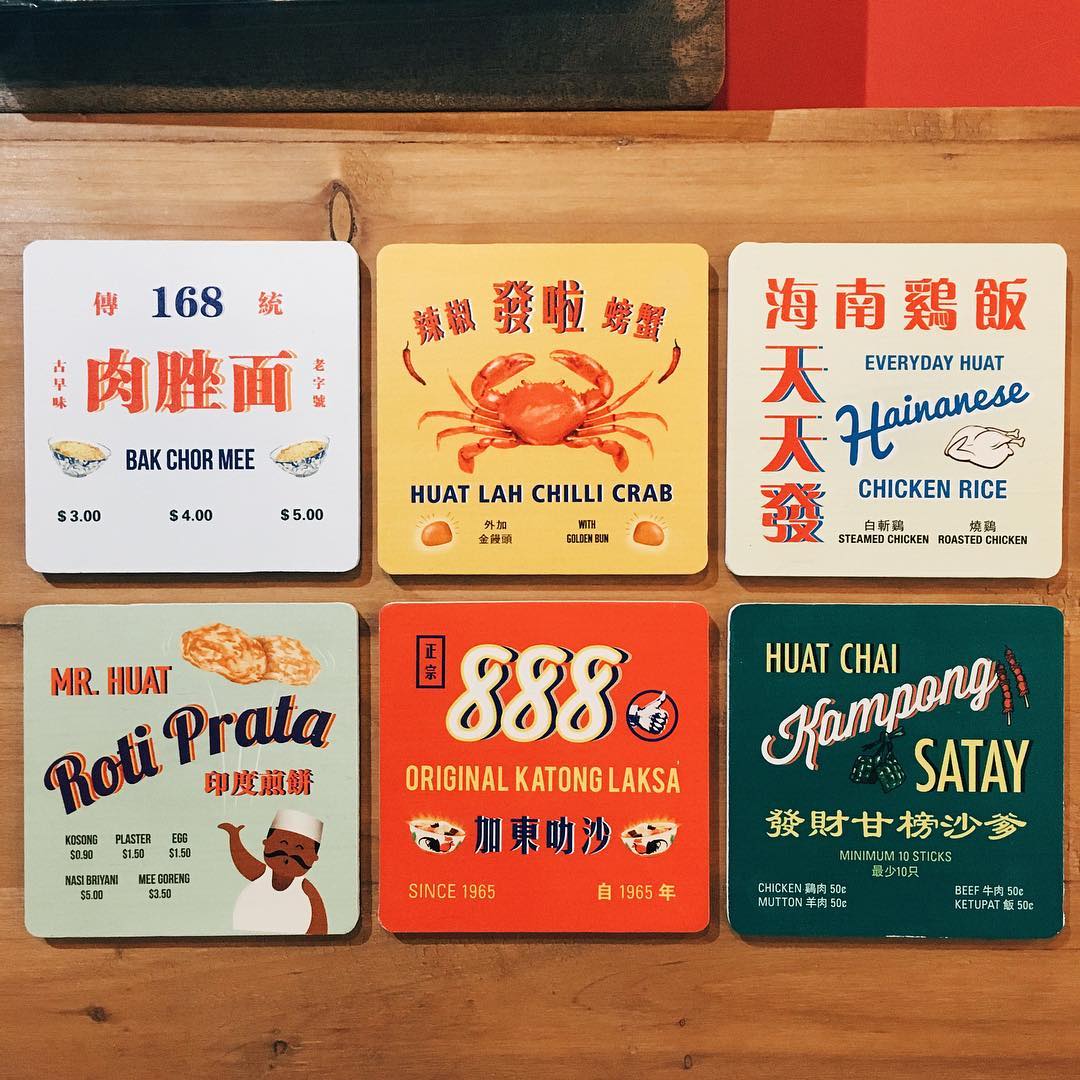 傳 168 統
古早味
肉脞面
老字號
BAK CHOR MEE
$3.00 $4.00 $5.00
辣椒 發啦 螃蟹
HUAT LAH CHILLI CRAB
外加
金饅頭
WITH
GOLDEN BUN
海南鷄飯
天天發
EVERYDAY HUAT
Hainanese
CHICKEN RICE
白斬鷄 燒鷄
STEAMED CHICKEN ROASTED CHICKEN
MR. HUAT
Roti Prata
印度煎餅
KOSONG PLASTER EGG
$0.90 $1.50 $1.50
NASI BRIYANI MEE GORENG
$5.00 $3.50
正宗
888
ORIGINAL KATONG LAKSA
加東叻沙
SINCE 1965 自 1965 年
HUAT CHAI
Kampong
SATAY
發財甘榜沙爹
MINIMUM 10 STICKS
最少10只
CHICKEN 鷄肉 50¢ BEEF 牛肉 50¢
MUTTON 羊肉 50¢ KETUPAT 飯 50¢